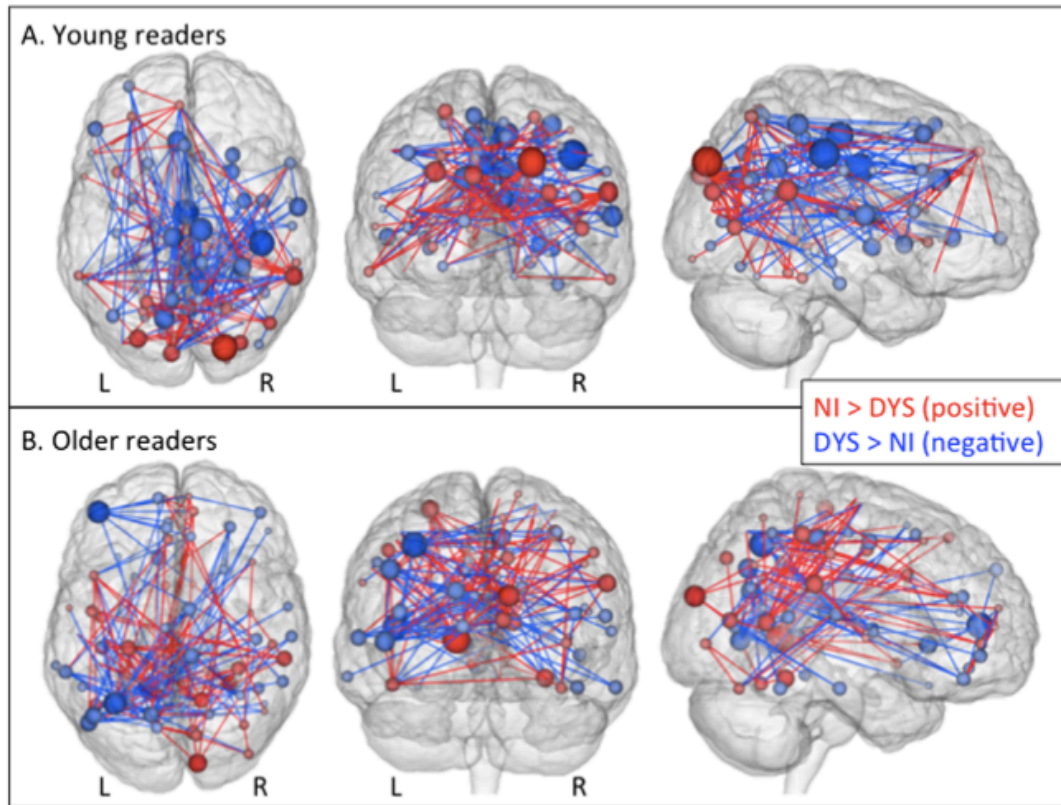 A. Young readers
L
R
L
R
NI > DYS (positive)
DYS > NI (negative)
B. Older readers
L
R
L
R